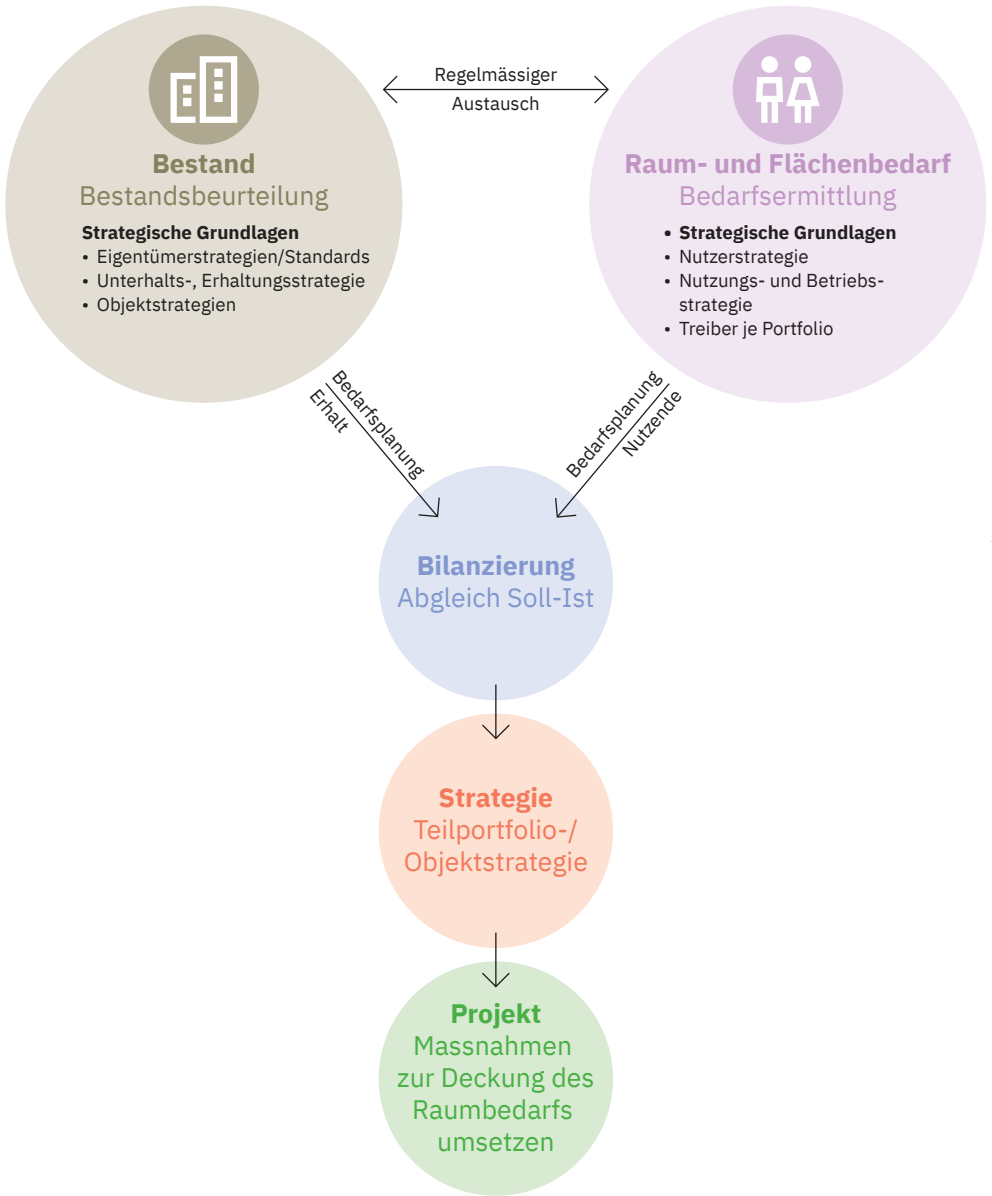 Regelmässiger
Austausch
Bestand
Bestandsbeurteilung
Strategische Grundlagen
• Eigentümerstrategien/Standards
• Unterhalts-, Erhaltungsstrategie
• Objektstrategien
Raum- und Flächenbedarf
Bedarfsermittlung
• Strategische Grundlagen
• Nutzerstrategie
• Nutzungs- und Betriebs-
strategie
• Treiber je Portfolio
Bedarfsplanung
Erhalt
Bedarfsplanung
Nutzende
Bilanzierung
Abgleich Soll-Ist
Strategie
Teilportfolio-/
Objektstrategie
Projekt
Massnahmen
zur Deckung des
Raumbedarfs
umsetzen